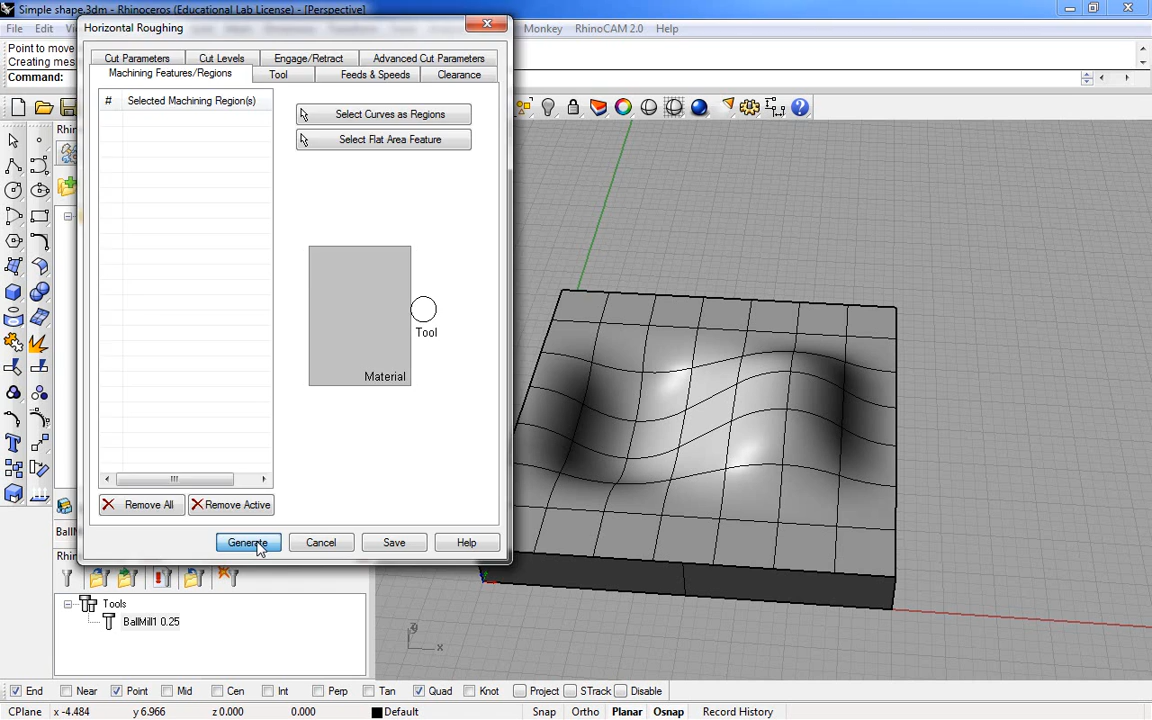 Simple shape.3dm - Rhinoceros (Educational Lab License) - [Perspective]
File Edit
Monkey RhinoCAM 2.0 Help
Point to move
Creating mes
Command:
Horizontal Roughing
Cut Parameters Cut Levels Engage/Retract Advanced Cut Parameters
Machining Features/Regions Tool Feeds & Speeds Clearance
# Selected Machining Region(s)
Select Curves as Regions
Select Flat Area Feature
Tool
Material
Remove All Remove Active
Generate Cancel Save Help
Rhin
BallM
Rhin
Tools
BallMill1 0.25
x
End Near Point Mid Cen Int Perp Tan Quad Knot Project STrack Disable
CPlane x -4.484 y 6.966 z 0.000 0.000 Default Snap Ortho Planar Osnap Record History